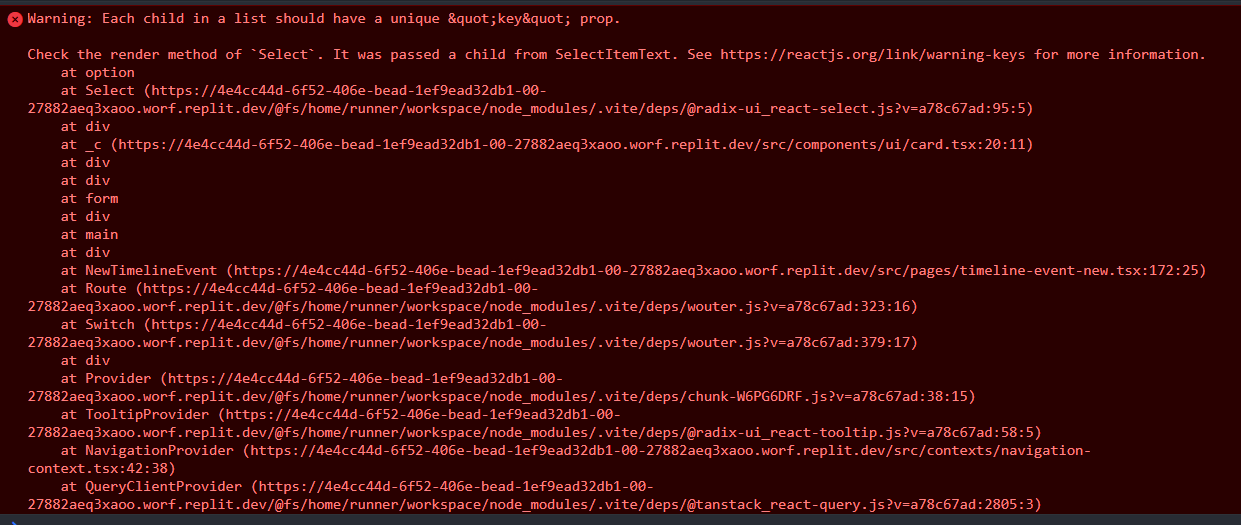 Warning: Each child in a list should have a unique &quot;key&quot; prop.
Check the render method of `Select`. It was passed a child from SelectItemText. See https://reactjs.org/link/warning-keys for more information.
at option
at Select (https://4e4cc44d-6f52-406e-bead-1ef9ead32db1-00-
27882aeq3xaoo.worf.replit.dev/@fs/home/runner/workspace/node_modules/.vite/deps/@radix-ui_react-select.js?v=a78c67ad:95:5)
at div
at _c (https://4e4cc44d-6f52-406e-bead-1ef9ead32db1-00-27882aeq3xaoo.worf.replit.dev/src/components/ui/card.tsx:20:11)
at div
at div
at form
at div
at main
at div
at NewTimelineEvent (https://4e4cc44d-6f52-406e-bead-1ef9ead32db1-00-27882aeq3xaoo.worf.replit.dev/src/pages/timeline-event-new.tsx:172:25)
at Route (https://4e4cc44d-6f52-406e-bead-1ef9ead32db1-00-
27882aeq3xaoo.worf.replit.dev/@fs/home/runner/workspace/node_modules/.vite/deps/wouter.js?v=a78c67ad:323:16)
at Switch (https://4e4cc44d-6f52-406e-bead-1ef9ead32db1-00-
27882aeq3xaoo.worf.replit.dev/@fs/home/runner/workspace/node_modules/.vite/deps/wouter.js?v=a78c67ad:379:17)
at div
at Provider (https://4e4cc44d-6f52-406e-bead-1ef9ead32db1-00-
27882aeq3xaoo.worf.replit.dev/@fs/home/runner/workspace/node_modules/.vite/deps/chunk-W6PG6DRF.js?v=a78c67ad:38:15)
at TooltipProvider (https://4e4cc44d-6f52-406e-bead-1ef9ead32db1-00-
27882aeq3xaoo.worf.replit.dev/@fs/home/runner/workspace/node_modules/.vite/deps/@radix-ui_react-tooltip.js?v=a78c67ad:58:5)
at NavigationProvider (https://4e4cc44d-6f52-406e-bead-1ef9ead32db1-00-27882aeq3xaoo.worf.replit.dev/src/contexts/navigation-
context.tsx:42:38)
at QueryClientProvider (https://4e4cc44d-6f52-406e-bead-1ef9ead32db1-00-
27882aeq3xaoo.worf.replit.dev/@fs/home/runner/workspace/node_modules/.vite/deps/@tanstack_react-query.js?v=a78c67ad:2805:3)